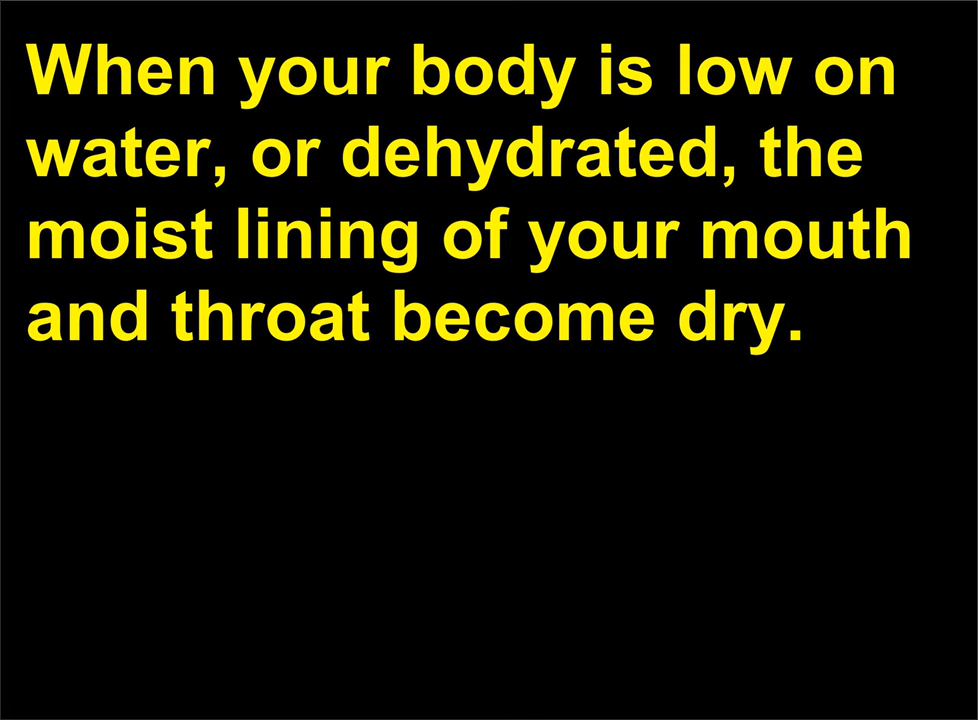 When your body is low on
water, or dehydrated, the
moist lining of your mouth
and throat become dry.